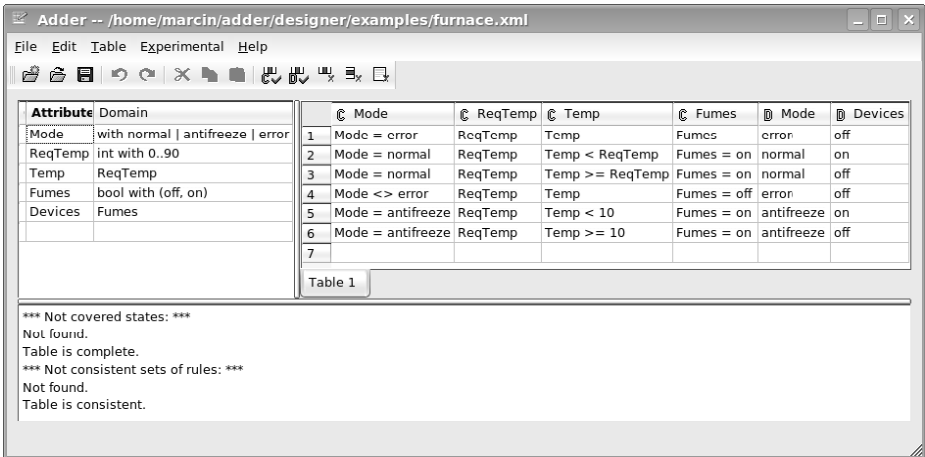 Adder -- /home/marcin/adder/designer/examples/furnace.xml
File Edit Table Experimental Help
Attribute Domain
Mode with normal | antifreeze | error
ReqTemp int with 0..90
Temp ReqTemp
Fumes bool with (off, on)
Devices Fumes
C Mode C ReqTemp C Temp C Fumes D Mode D Devices
1 Mode = error ReqTemp Temp Fumes error off
2 Mode = normal ReqTemp Temp < ReqTemp Fumes = on normal on
3 Mode = normal ReqTemp Temp >= ReqTemp Fumes = on normal off
4 Mode <> error ReqTemp Temp Fumes = off error off
5 Mode = antifreeze ReqTemp Temp < 10 Fumes = on antifreeze on
6 Mode = antifreeze ReqTemp Temp >= 10 Fumes = on antifreeze off
7
Table 1
*** Not covered states: ***
Not found.
Table is complete.
*** Not consistent sets of rules: ***
Not found.
Table is consistent.